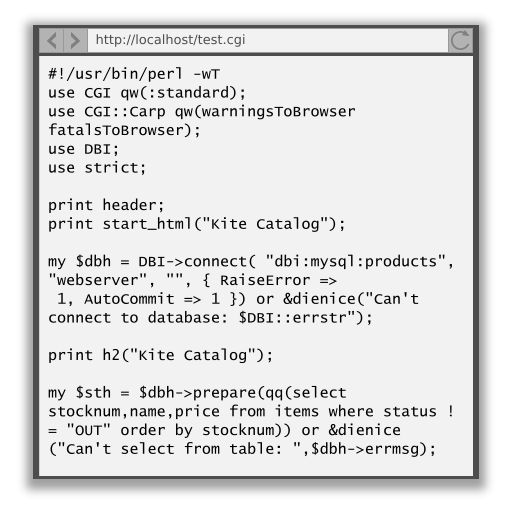 http://localhost/test.cgi
#!/usr/bin/perl -wT
use CGI qw(:standard);
use CGI::Carp qw(warningsToBrowser
fatalsToBrowser);
use DBI;
use strict;
print header;
print start_html("Kite Catalog");
my $dbh = DBI->connect( "dbi:mysql:products",
"webserver", "", { RaiseError =>
 1, AutoCommit => 1 }) or &dienice("Can't
connect to database: $DBI::errstr");
print h2("Kite Catalog");
my $sth = $dbh->prepare(qq(select
stocknum,name,price from items where status !
= "OUT" order by stocknum)) or &dienice
("Can't select from table: ",$dbh->errmsg);